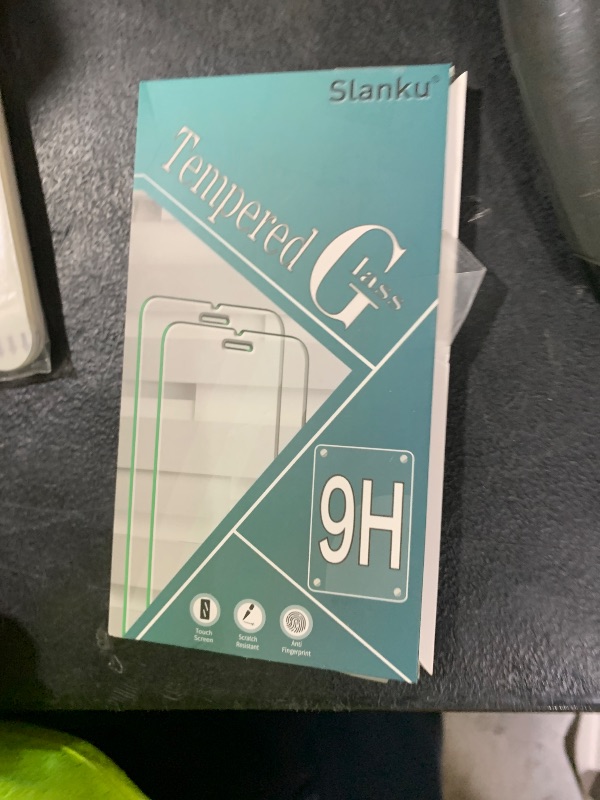 Slanku®
Tempered
Glass
9H
Touch
Screen
Scratch
Resistant
Anti
Fingerprint